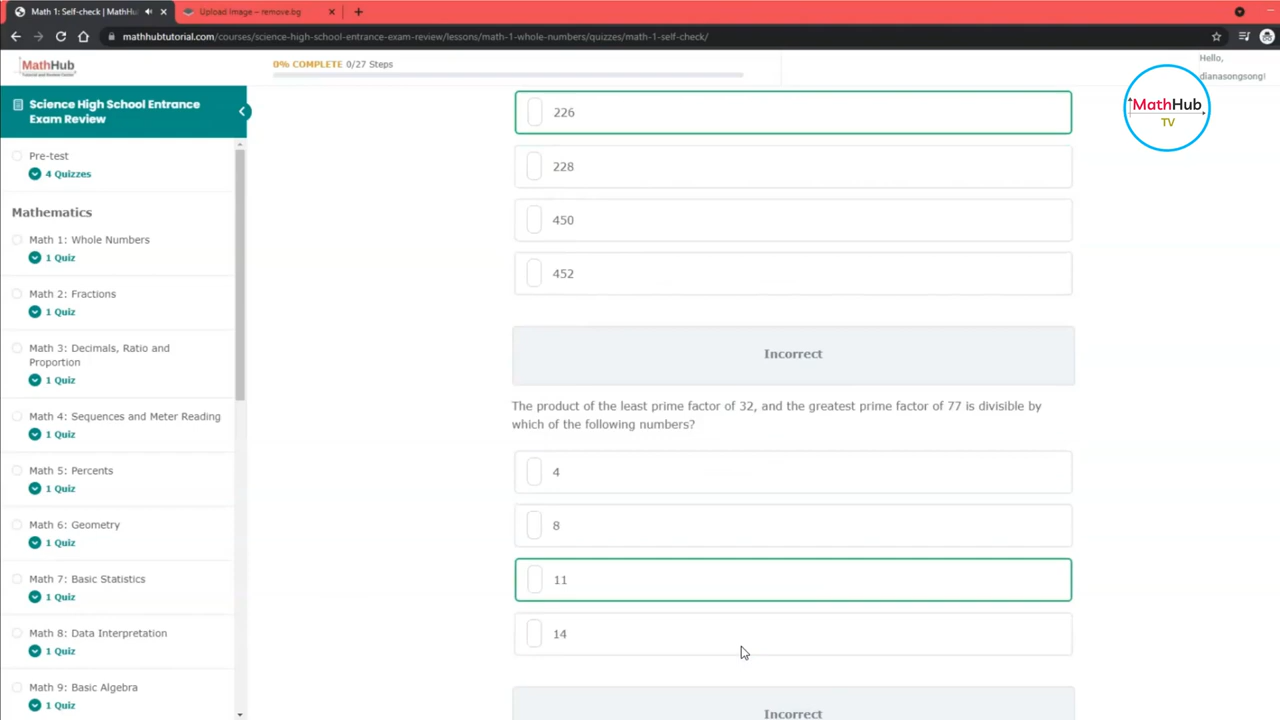 Math 1: Self-check | MathHu
Upload Image – remove.bg
mathhubtutorial.com/courses/science-high-school-entrance-exam-review/lessons/math-1-whole-numbers/quizzes/math-1-self-check/
MathHub
0% COMPLETE 0/27 Steps
Hello,
dianasongsong!
MathHub
TV
Science High School Entrance
Exam Review
Pre-test
4 Quizzes
Mathematics
Math 1: Whole Numbers
1 Quiz
Math 2: Fractions
1 Quiz
Math 3: Decimals, Ratio and
Proportion
1 Quiz
Math 4: Sequences and Meter Reading
1 Quiz
Math 5: Percents
1 Quiz
Math 6: Geometry
1 Quiz
Math 7: Basic Statistics
1 Quiz
Math 8: Data Interpretation
1 Quiz
Math 9: Basic Algebra
1 Quiz
226
228
450
452
Incorrect
The product of the least prime factor of 32, and the greatest prime factor of 77 is divisible by
which of the following numbers?
4
8
11
14
Incorrect